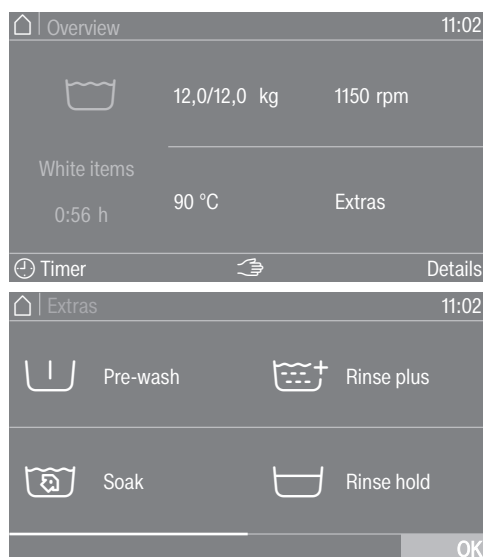 Overview 11:02
12,0/12,0 kg 1150 rpm
White items
0:56 h
90 °C Extras
Timer Details
Extras 11:02
Pre-wash Rinse plus
Soak Rinse hold
OK